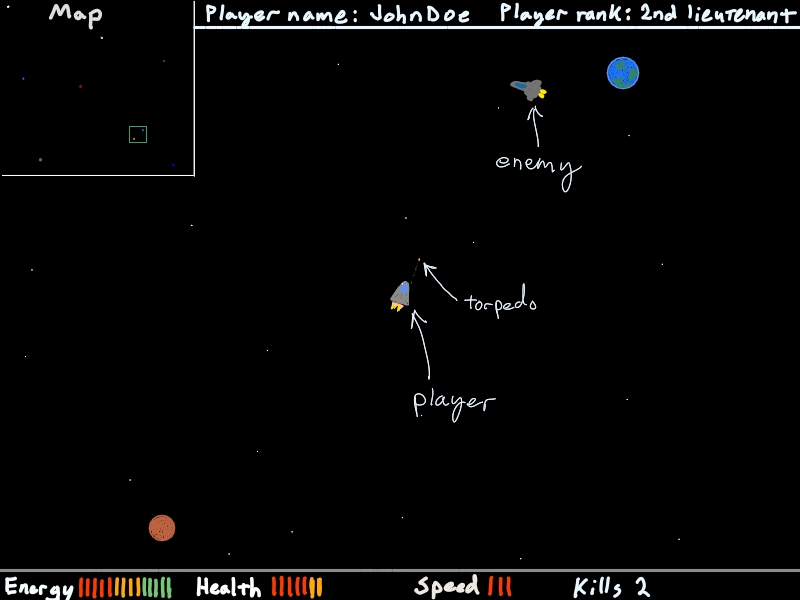 Map
Player name: JohnDoe Player rank: 2nd lieutenant
enemy
torpedo
player
Energy Health Speed Kills 2